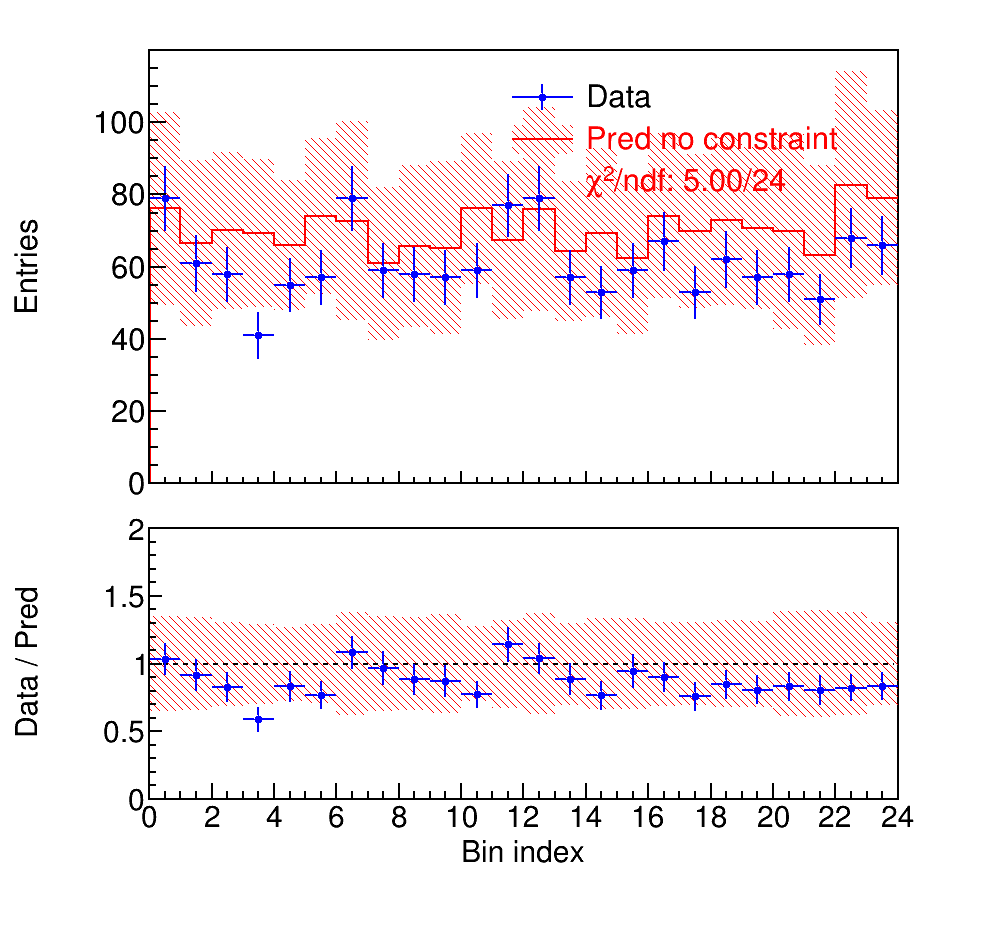 Entries
100
80
60
40
20
0
Data
Pred no constraint
χ²/ndf: 5.00/24
Data / Pred
2
1.5
1
0.5
0
0 2 4 6 8 10 12 14 16 18 20 22 24
Bin index